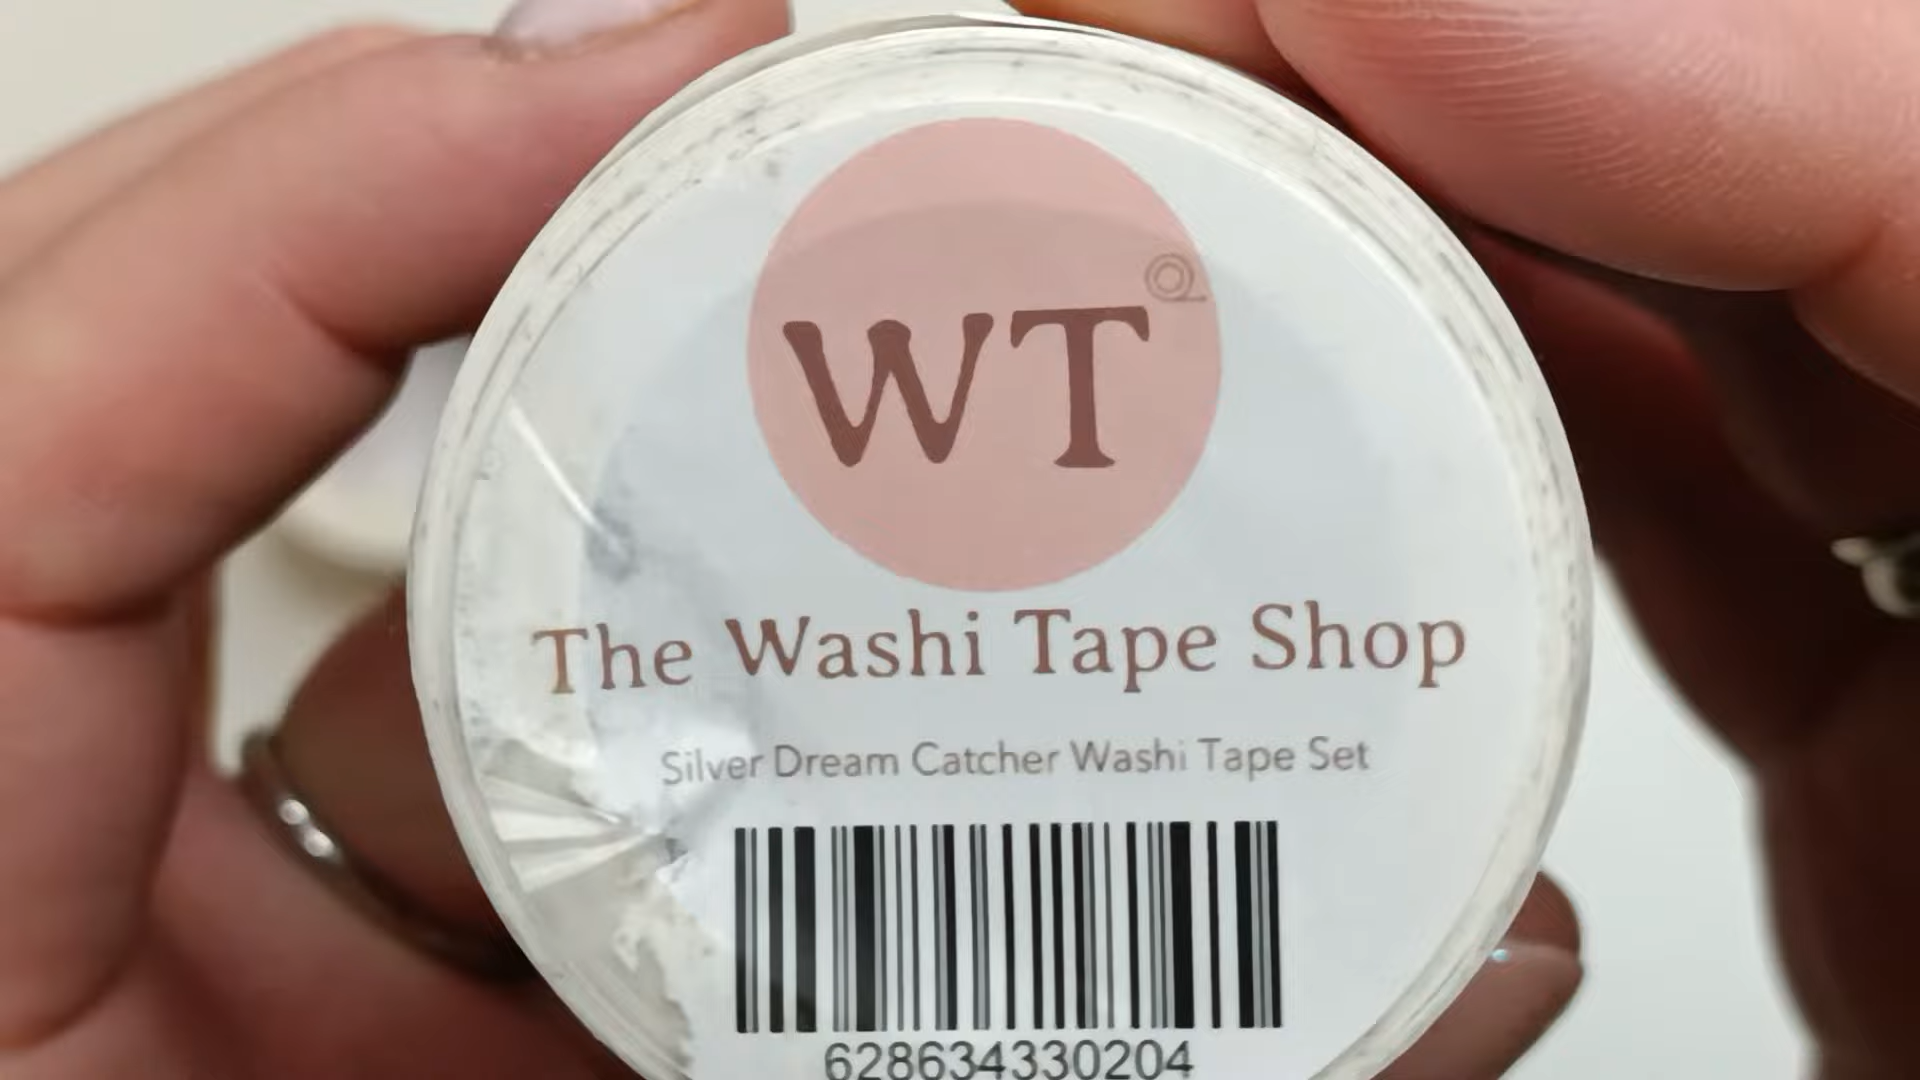 WT
The Washi Tape Shop
Silver Dream Catcher Washi Tape Set
628634330204